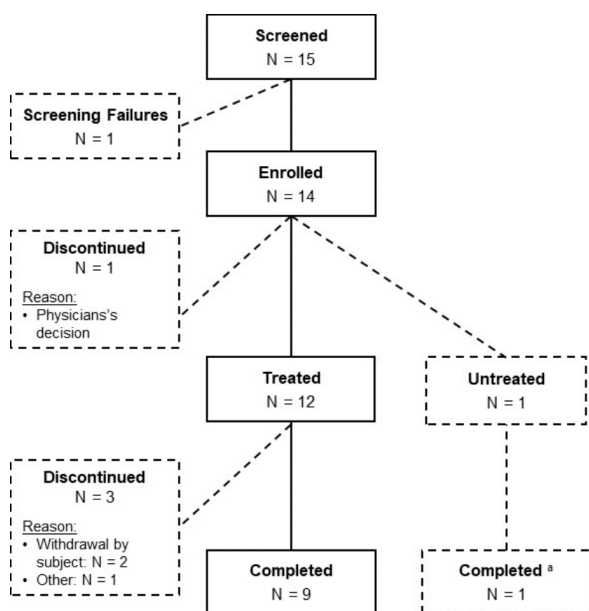 Screened
N = 15
Screening Failures
N = 1
Enrolled
N = 14
Discontinued
N = 1
Reason:
• Physicians's
decision
Treated
N = 12
Untreated
N = 1
Discontinued
N = 3
Reason:
• Withdrawal by
subject: N = 2
• Other: N = 1
Completed
N = 9
Completed a
N = 1